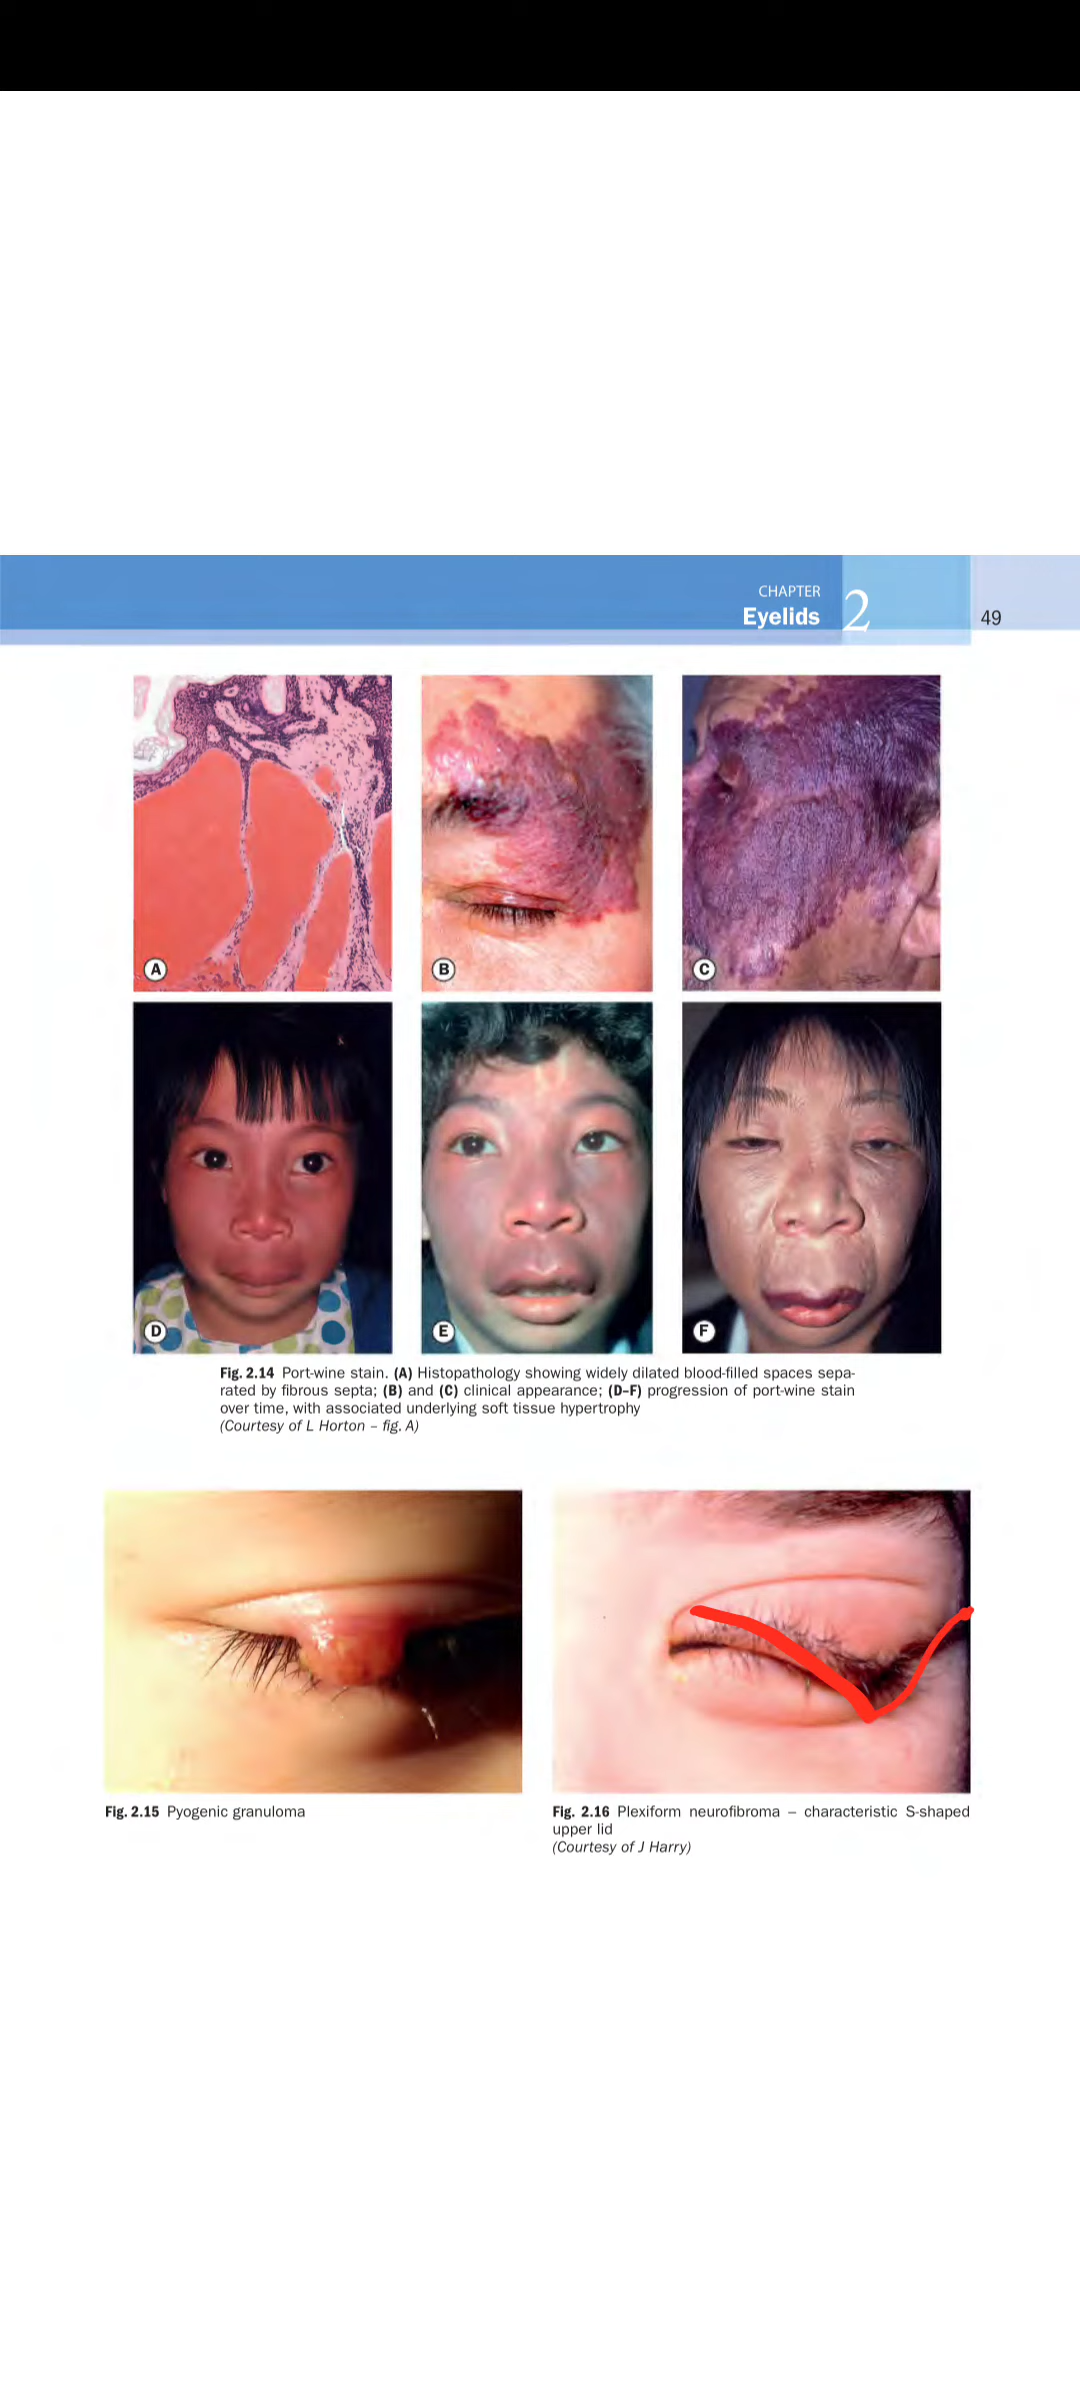 CHAPTER
Eyelids 2
49
A
B
C
D
E
F
Fig. 2.14 Port-wine stain. (A) Histopathology showing widely dilated blood-filled spaces sepa-
rated by fibrous septa; (B) and (C) clinical appearance; (D–F) progression of port-wine stain
over time, with associated underlying soft tissue hypertrophy
(Courtesy of L Horton – fig. A)
Fig. 2.15 Pyogenic granuloma
Fig. 2.16 Plexiform neurofibroma – characteristic S-shaped
upper lid
(Courtesy of J Harry)